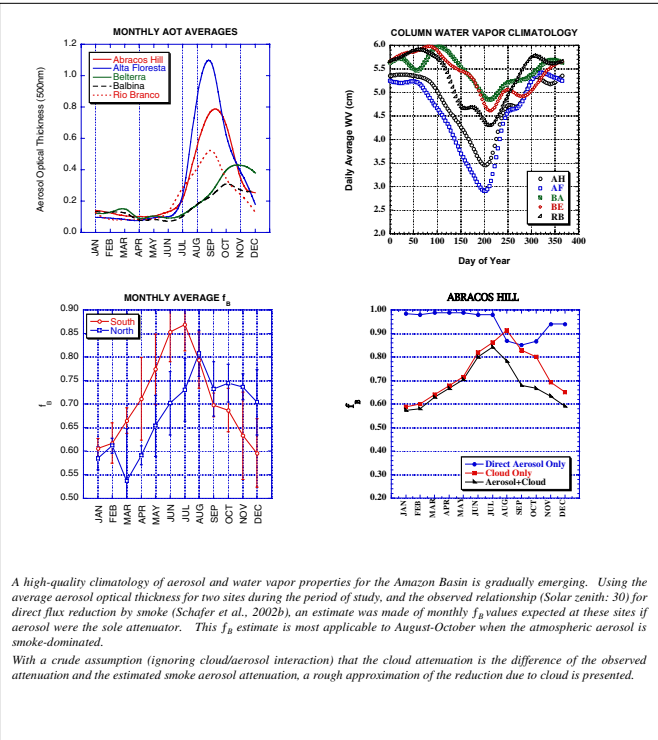 MONTHLY AOT AVERAGES
Aerosol Optical Thickness (500nm)
1.2
1.0
0.8
0.6
0.4
0.2
0.0
Abracos Hill
Alta Floresta
Belterra
Balbina
Rio Branco
JAN FEB MAR APR MAY JUN JUL AUG SEP OCT NOV DEC
COLUMN WATER VAPOR CLIMATOLOGY
Daily Average WV (cm)
6.0
5.5
5.0
4.5
4.0
3.5
3.0
2.5
2.0
AH
AF
BA
BE
RB
0 50 100 150 200 250 300 350 400
Day of Year
MONTHLY AVERAGE f B
f B
0.90
0.85
0.80
0.75
0.70
0.65
0.60
0.55
0.50
South
North
JAN FEB MAR APR MAY JUN JUL AUG SEP OCT NOV DEC
ABRACOS HILL
f B
1.00
0.90
0.80
0.70
0.60
0.50
0.40
0.30
0.20
Direct Aerosol Only
Cloud Only
Aerosol+Cloud
JAN FEB MAR APR MAY JUN JUL AUG SEP OCT NOV DEC
A high-quality climatology of aerosol and water vapor properties for the Amazon Basin is gradually emerging. Using the
average aerosol optical thickness for two sites during the period of study, and the observed relationship (Solar zenith: 30) for
direct flux reduction by smoke (Schafer et al., 2002b), an estimate was made of monthly f B values expected at these sites if
aerosol were the sole attenuator. This f B estimate is most applicable to August-October when the atmospheric aerosol is
smoke-dominated.
With a crude assumption (ignoring cloud/aerosol interaction) that the cloud attenuation is the difference of the observed
attenuation and the estimated smoke aerosol attenuation, a rough approximation of the reduction due to cloud is presented.